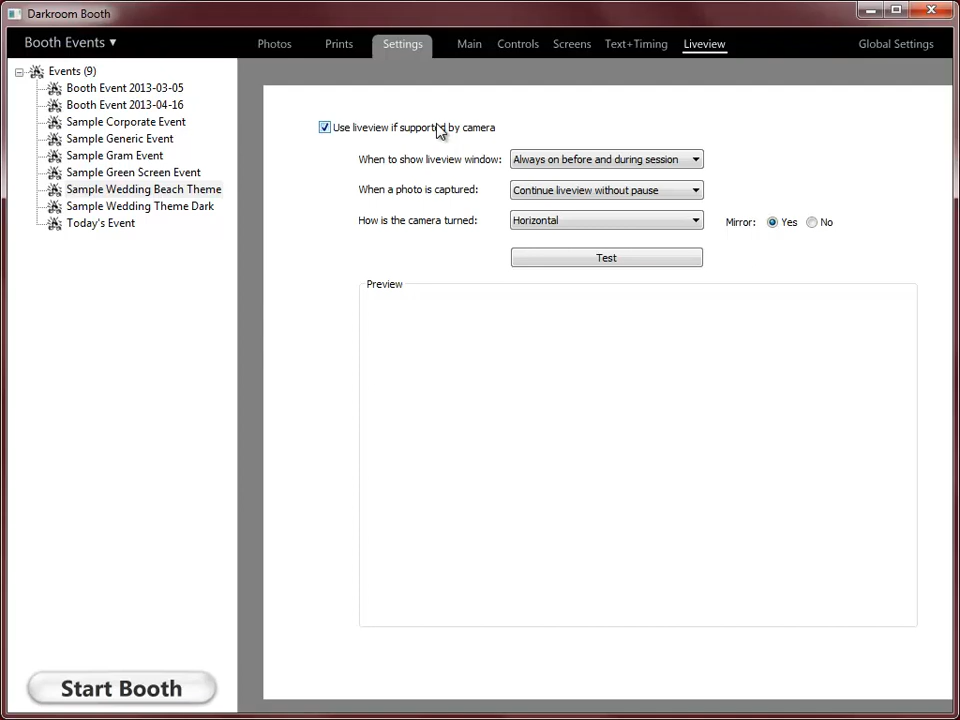 Darkroom Booth
Booth Events ▾
Photos
Prints
Settings
Main
Controls
Screens
Text+Timing
Liveview
Global Settings
Events (9)
Booth Event 2013-03-05
Booth Event 2013-04-16
Sample Corporate Event
Sample Generic Event
Sample Gram Event
Sample Green Screen Event
Sample Wedding Beach Theme
Sample Wedding Theme Dark
Today's Event
Use liveview if supported by camera
When to show liveview window: Always on before and during session
When a photo is captured: Continue liveview without pause
How is the camera turned: Horizontal
Mirror: Yes No
Test
Preview
Start Booth